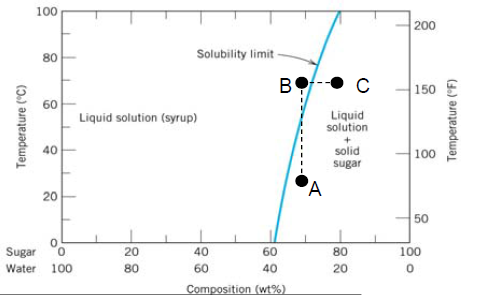 100
80
60
40
20
0
Temperature (°C)
200
150
100
50
Temperature (°F)
Solubility limit
B
C
A
Liquid solution (syrup)
Liquid
solution
+
solid
sugar
Sugar 0 20 40 60 80 100
Water 100 80 60 40 20 0
Composition (wt%)